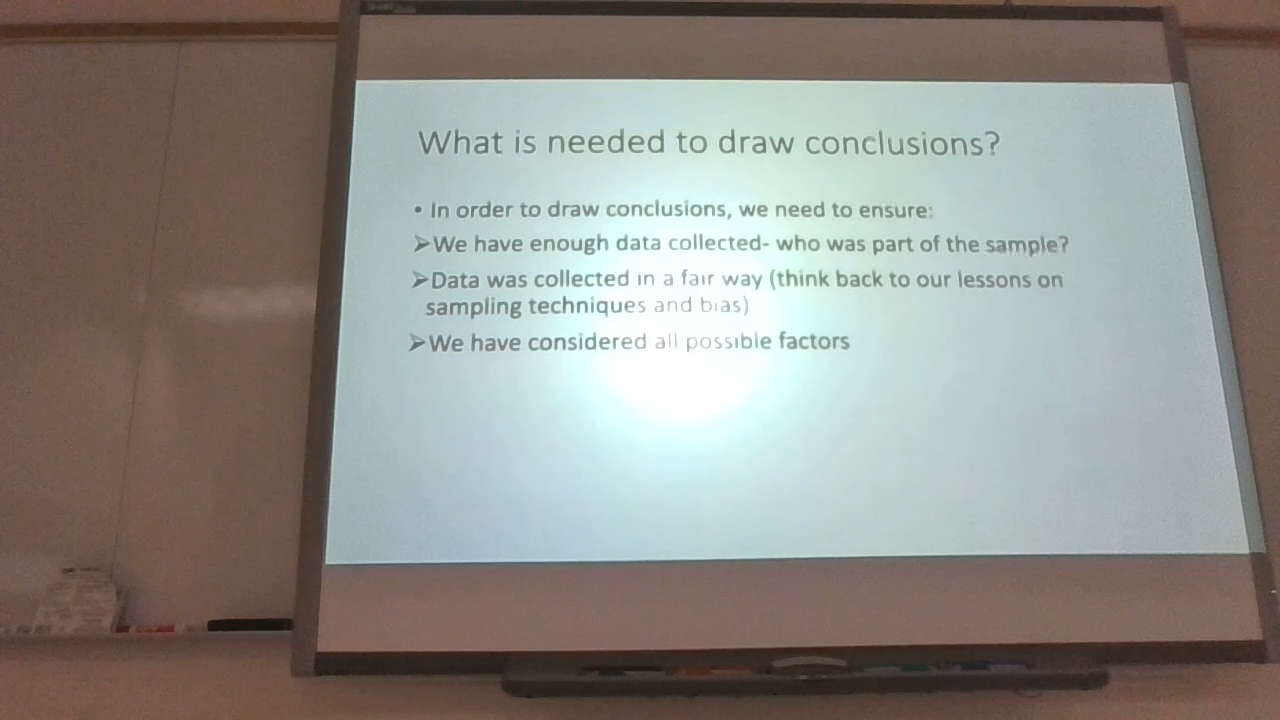 What is needed to draw conclusions?
• In order to draw conclusions, we need to ensure:
➢We have enough data collected- who was part of the sample?
➢Data was collected in a fair way (think back to our lessons on
sampling techniques and bias)
➢We have considered all possible factors